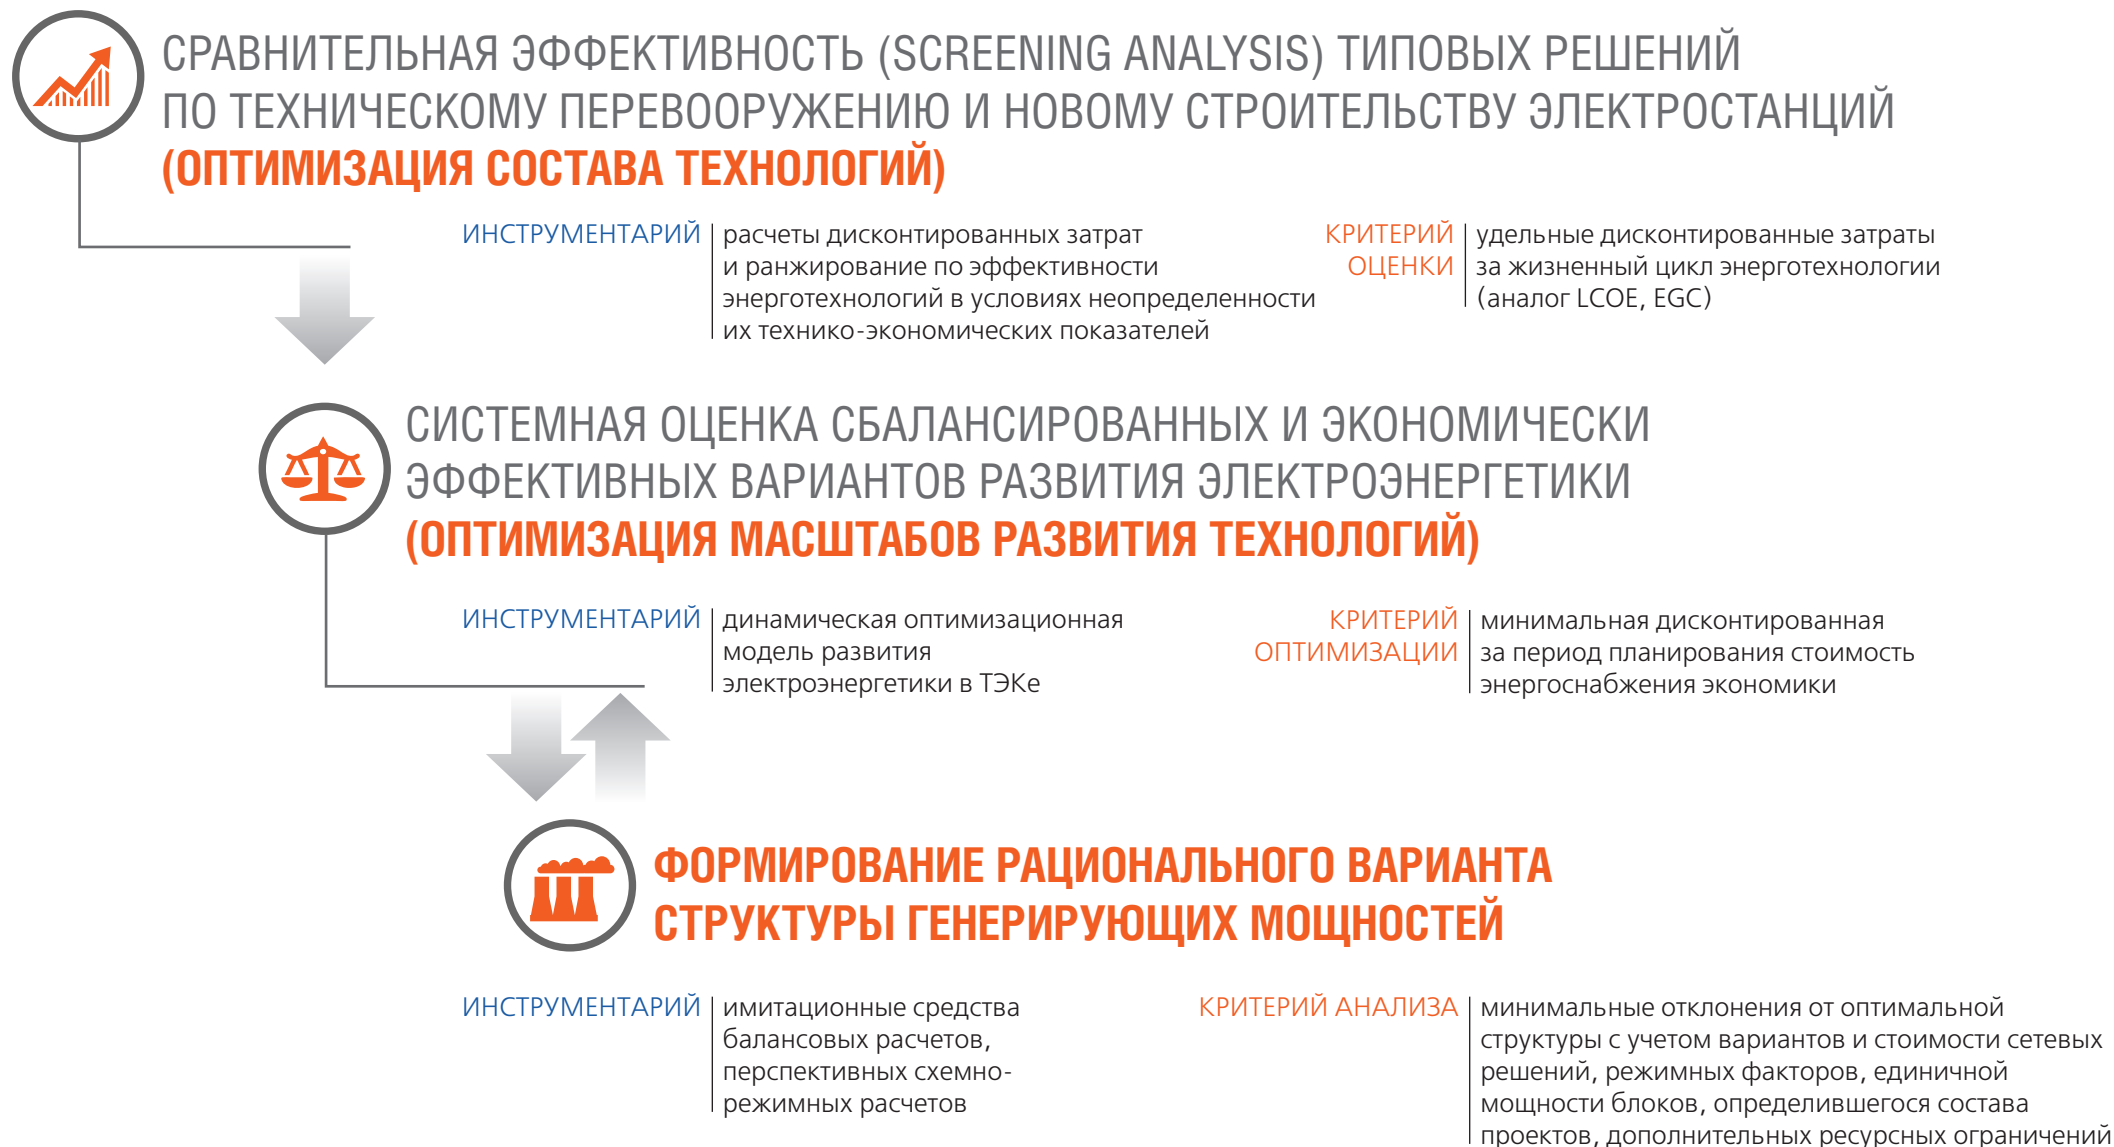 СРАВНИТЕЛЬНАЯ ЭФФЕКТИВНОСТЬ (SCREENING ANALYSIS) ТИПОВЫХ РЕШЕНИЙ
ПО ТЕХНИЧЕСКОМУ ПЕРЕВООРУЖЕНИЮ И НОВОМУ СТРОИТЕЛЬСТВУ ЭЛЕКТРОСТАНЦИЙ
(ОПТИМИЗАЦИЯ СОСТАВА ТЕХНОЛОГИЙ)
ИНСТРУМЕНТАРИЙ
расчеты дисконтированных затрат
и ранжирование по эффективности
энерготехнологий в условиях неопределенности
их технико-экономических показателей
КРИТЕРИЙ
ОЦЕНКИ
удельные дисконтированные затраты
за жизненный цикл энерготехнологии
(аналог LCOE, EGC)
СИСТЕМНАЯ ОЦЕНКА СБАЛАНСИРОВАННЫХ И ЭКОНОМИЧЕСКИ
ЭФФЕКТИВНЫХ ВАРИАНТОВ РАЗВИТИЯ ЭЛЕКТРОЭНЕРГЕТИКИ
(ОПТИМИЗАЦИЯ МАСШТАБОВ РАЗВИТИЯ ТЕХНОЛОГИЙ)
ИНСТРУМЕНТАРИЙ
динамическая оптимизационная
модель развития
электроэнергетики в ТЭКе
КРИТЕРИЙ
ОПТИМИЗАЦИИ
минимальная дисконтированная
за период планирования стоимость
энергоснабжения экономики
ФОРМИРОВАНИЕ РАЦИОНАЛЬНОГО ВАРИАНТА
СТРУКТУРЫ ГЕНЕРИРУЮЩИХ МОЩНОСТЕЙ
ИНСТРУМЕНТАРИЙ
имитационные средства
балансовых расчетов,
перспективных схемно-
режимных расчетов
КРИТЕРИЙ АНАЛИЗА
минимальные отклонения от оптимальной
структуры с учетом вариантов и стоимости сетевых
решений, режимных факторов, единичной
мощности блоков, определившегося состава
проектов, дополнительных ресурсных ограничений